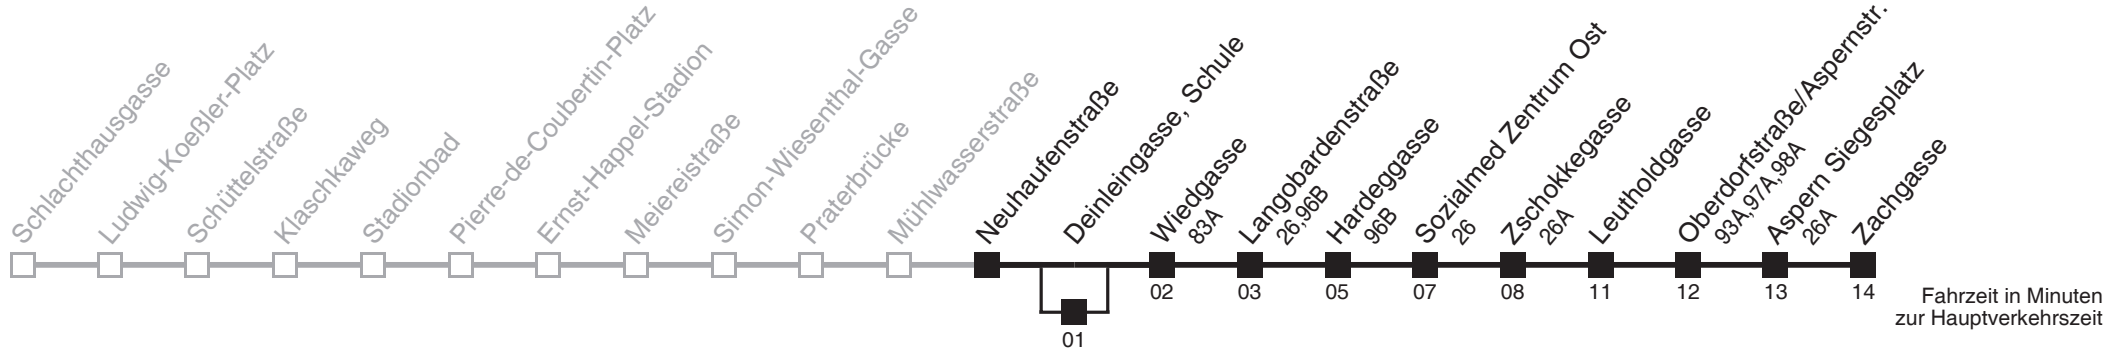 Schlachthausgasse
Ludwig-Koeßler-Platz
Schüttelstraße
Klaschkaweg
Stadionbad
Pierre-de-Coubertin-Platz
Ernst-Happel-Stadion
Meiereistraße
Simon-Wiesenthal-Gasse
Praterbrücke
Mühlwasserstraße
Neuhaufenstraße
Deinleingasse, Schule
Wiedgasse
83A
Langobardenstraße
26,96B
Hardeggasse
96B
Sozialmed Zentrum Ost
26
Zschokkegasse
26A
Leutholdgasse
Oberdorfstraße/Aspernstr.
93A,97A,98A
Aspern Siegesplatz
26A
Zachgasse
01
02
03
05
07
08
11
12
13
14
Fahrzeit in Minuten
zur Hauptverkehrszeit